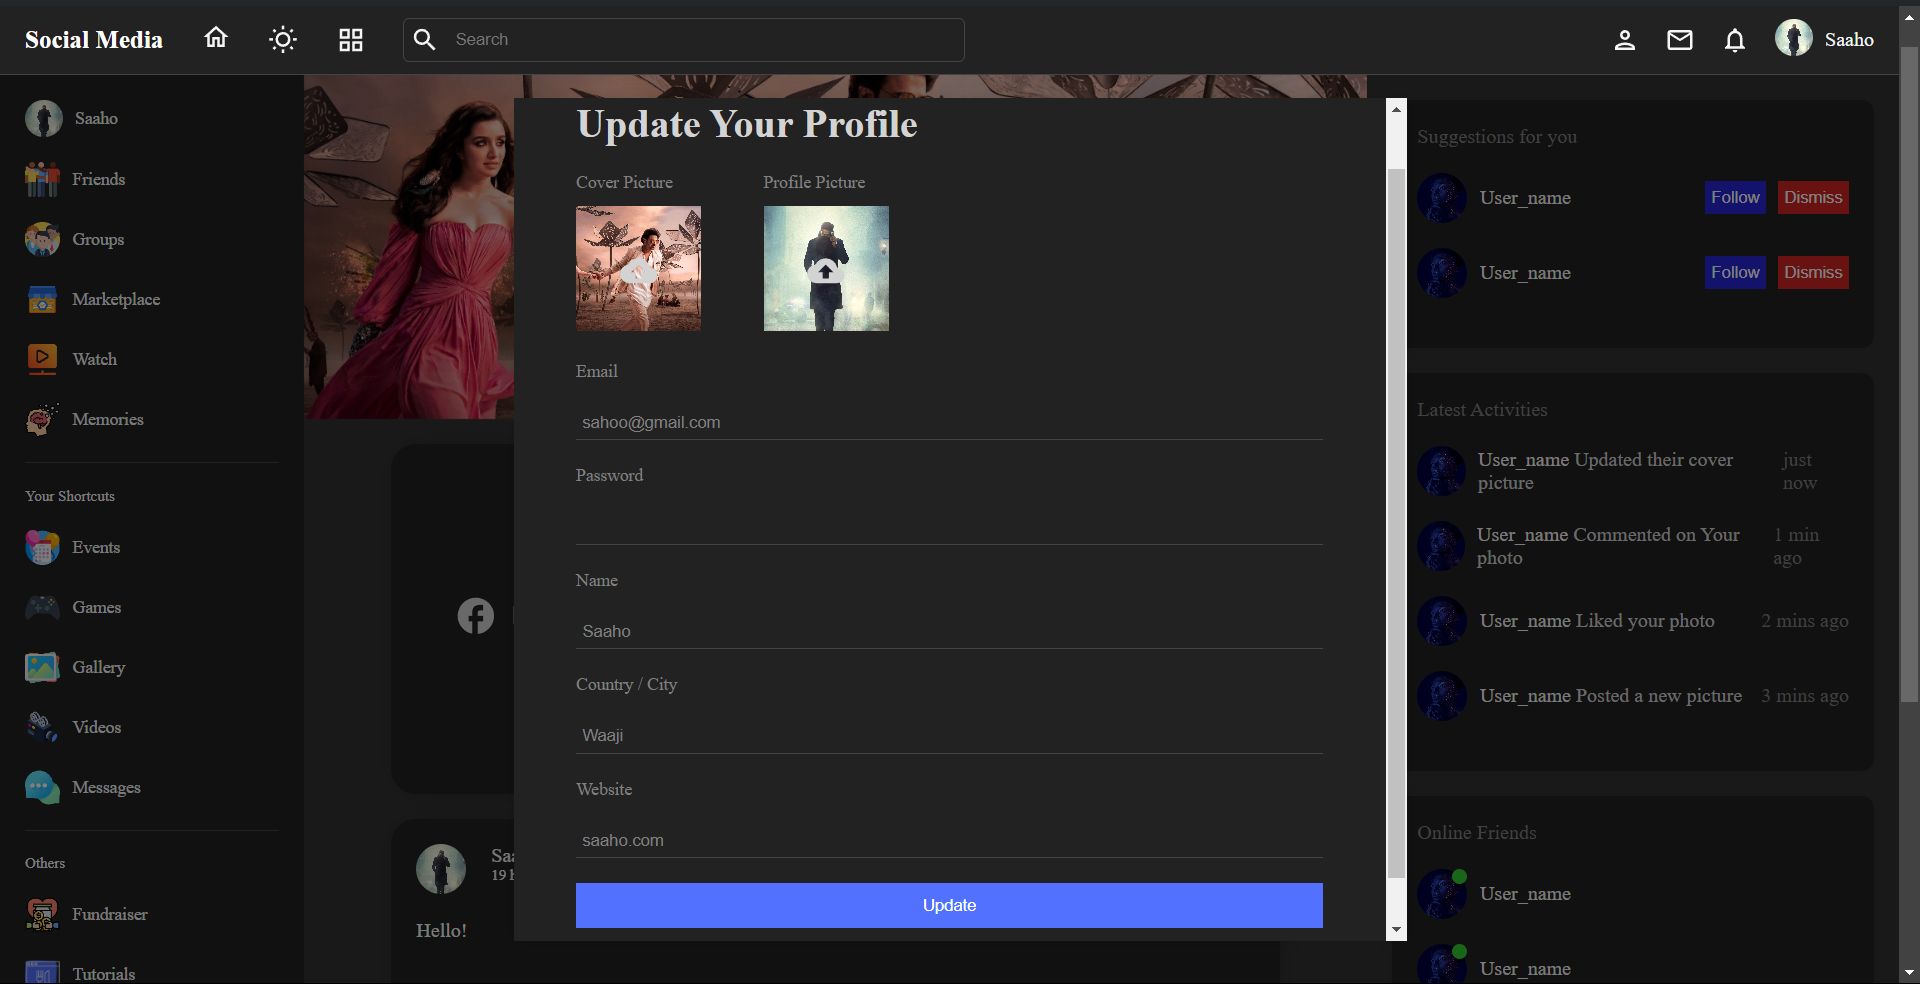 Social Media
Search
Saaho
Saaho
Friends
Groups
Marketplace
Watch
Memories
Your Shortcuts
Events
Games
Gallery
Videos
Messages
Others
Fundraiser
Tutorials
Update Your Profile
Cover Picture Profile Picture
Email
sahoo@gmail.com
Password
Name
Saaho
Country / City
Waaji
Website
saaho.com
Update
19
Hello!
Suggestions for you
User_name Follow Dismiss
User_name Follow Dismiss
Latest Activities
User_name Updated their cover just
picture now
User_name Commented on Your 1 min
photo ago
User_name Liked your photo 2 mins ago
User_name Posted a new picture 3 mins ago
Online Friends
User_name
User_name